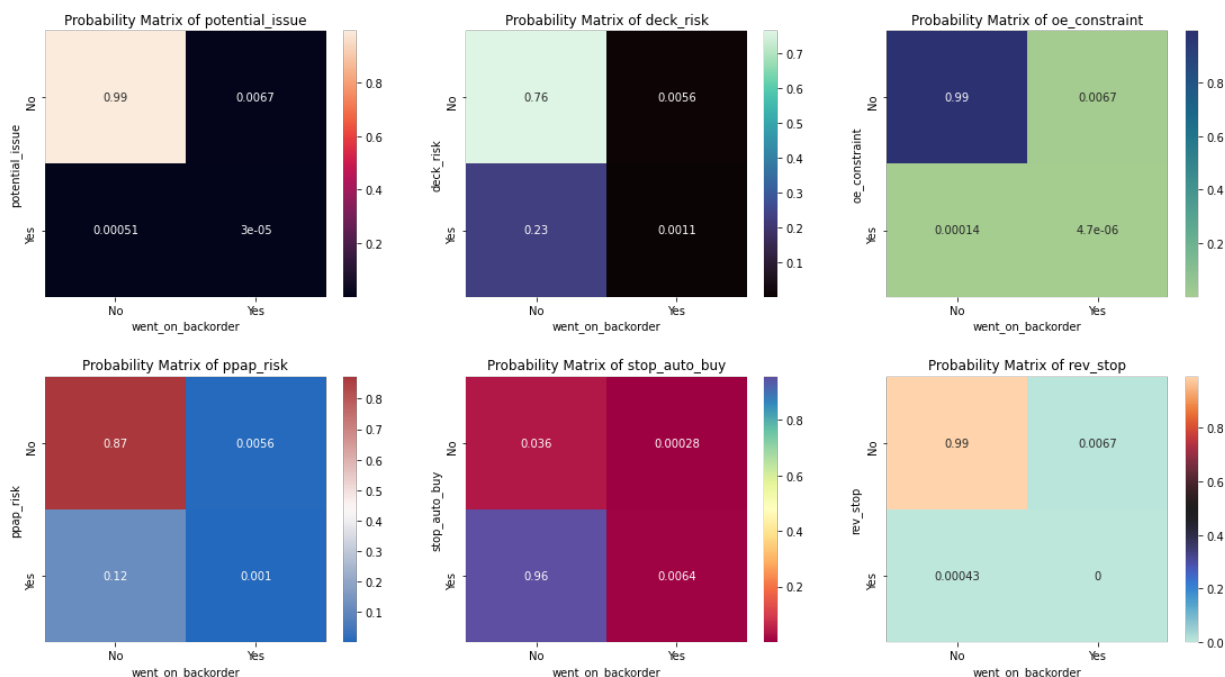 Probability Matrix of potential_issue
0.99
0.0067
0.00051
3e-05
No
Yes
potential_issue
No
Yes
went_on_backorder
0.8
0.6
0.4
0.2
Probability Matrix of deck_risk
0.76
0.0056
0.23
0.0011
No
Yes
deck_risk
No
Yes
went_on_backorder
0.7
0.6
0.5
0.4
0.3
0.2
0.1
Probability Matrix of oe_constraint
0.99
0.0067
0.00014
4.7e-06
No
Yes
oe_constraint
No
Yes
went_on_backorder
0.8
0.6
0.4
0.2
Probability Matrix of ppap_risk
0.87
0.0056
0.12
0.001
No
Yes
ppap_risk
No
Yes
went_on_backorder
0.8
0.7
0.6
0.5
0.4
0.3
0.2
0.1
Probability Matrix of stop_auto_buy
0.036
0.00028
0.96
0.0064
No
Yes
stop_auto_buy
No
Yes
went_on_backorder
0.8
0.6
0.4
0.2
Probability Matrix of rev_stop
0.99
0.0067
0.00043
0
No
Yes
rev_stop
No
Yes
went_on_backorder
0.8
0.6
0.4
0.2
0.0